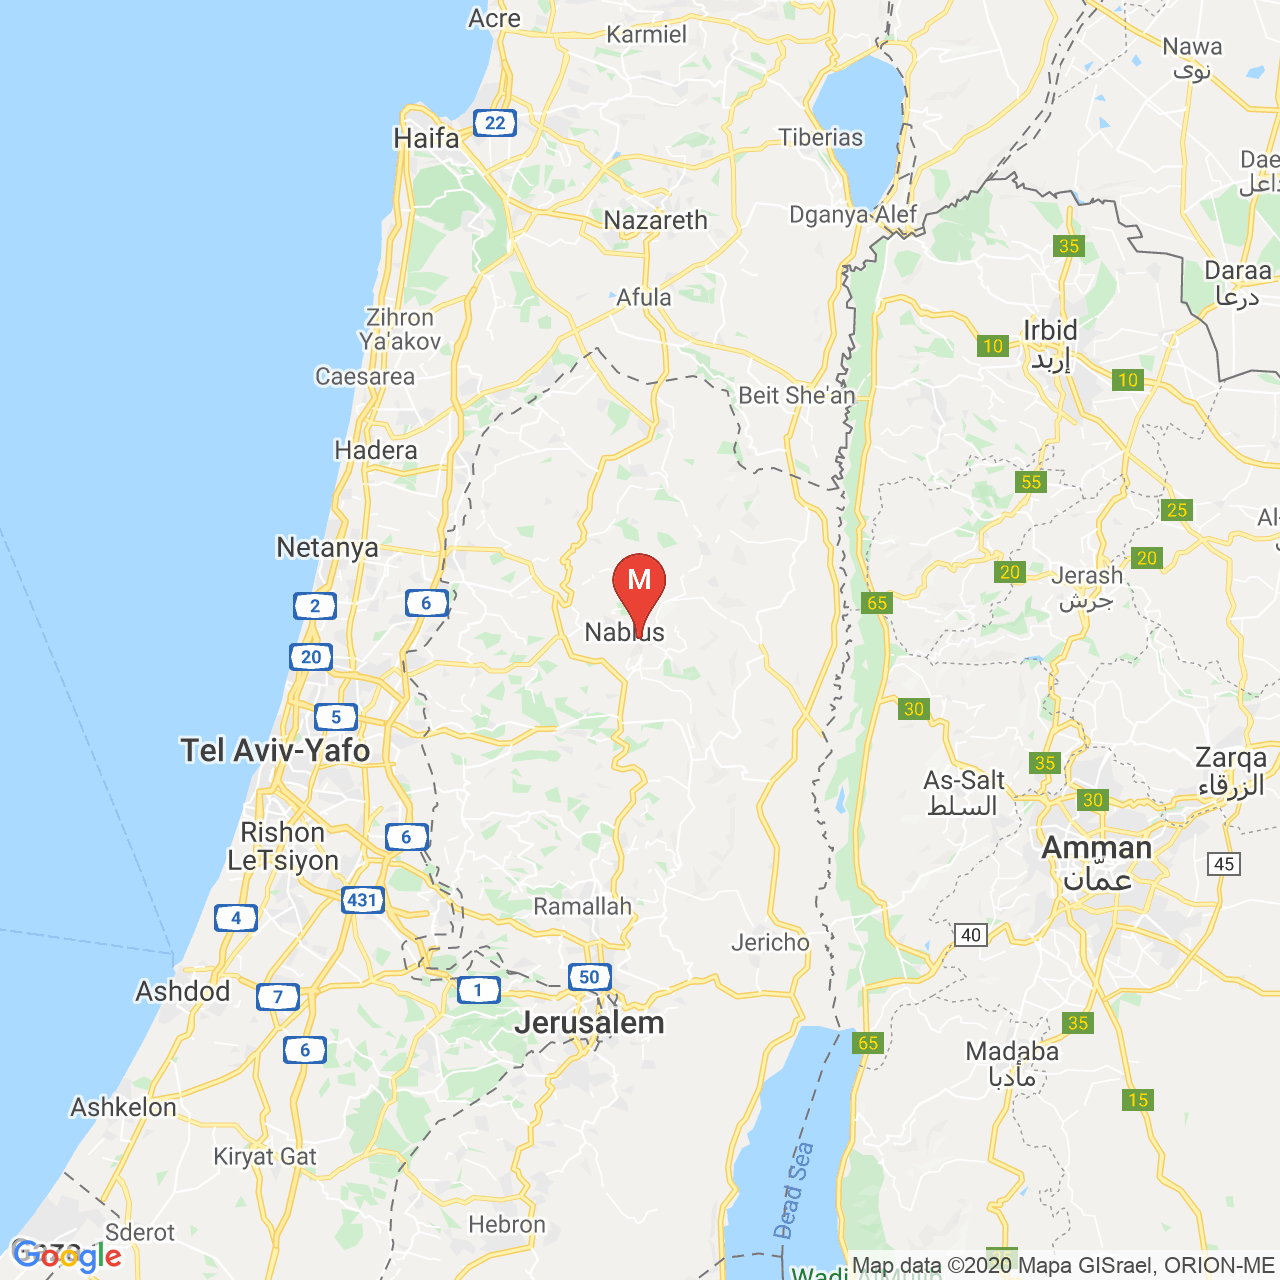 Acre
Karmiel
Nawa
نوى
22
Haifa
Tiberias
Dae
داعل
Nazareth
Dganya Alef
35
Daraa
درعا
Afula
Zihron
Ya'akov
Irbid
إربد
10
Caesarea
10
Beit She'an
Hadera
55
25
Al-
Netanya
20
20
Jerash
جرش
M
2
6
65
Nablus
20
30
5
Tel Aviv-Yafo
35
Zarqa
الزرقاء
As-Salt
السلط
30
Rishon
LeTsiyon
6
Amman
عمّان
45
431
Ramallah
4
40
Jericho
50
Ashdod
7
1
Jerusalem
35
6
65
Madaba
مأدبا
Ashkelon
15
Kiryat Gat
Dead Sea
Hebron
Sderot
Gaza
Google
Map data ©2020 Mapa GISrael, ORION-ME